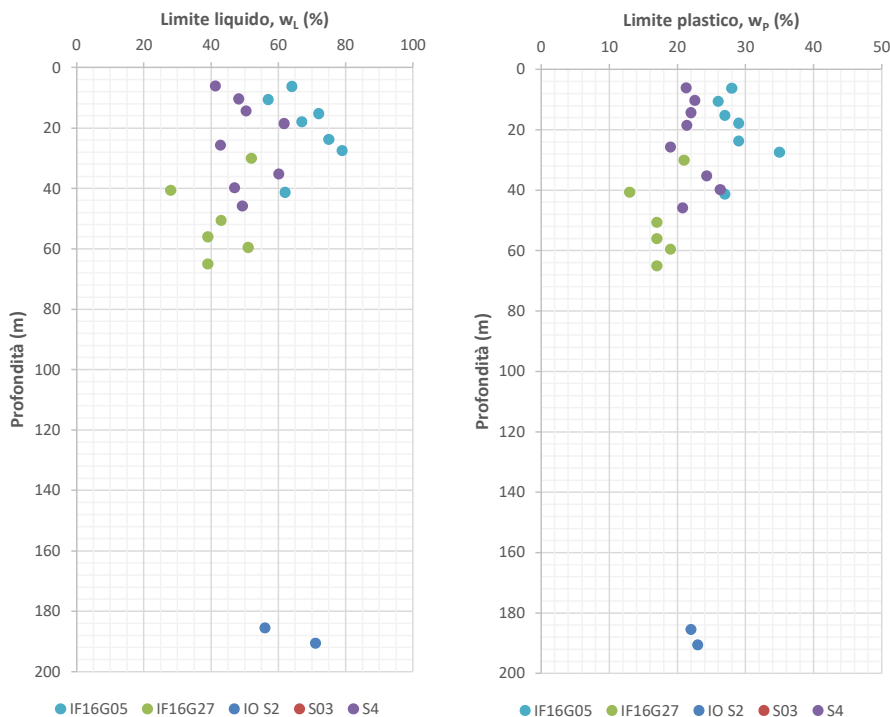 Limite liquido, wL (%)
0 20 40 60 80 100
0
20
40
60
80
100
120
140
160
180
200
Profondità (m)
IF16G05 IF16G27 IO S2 S03 S4
Limite plastico, wP (%)
0 10 20 30 40 50
0
20
40
60
80
100
120
140
160
180
200
Profondità (m)
IF16G05 IF16G27 IO S2 S03 S4